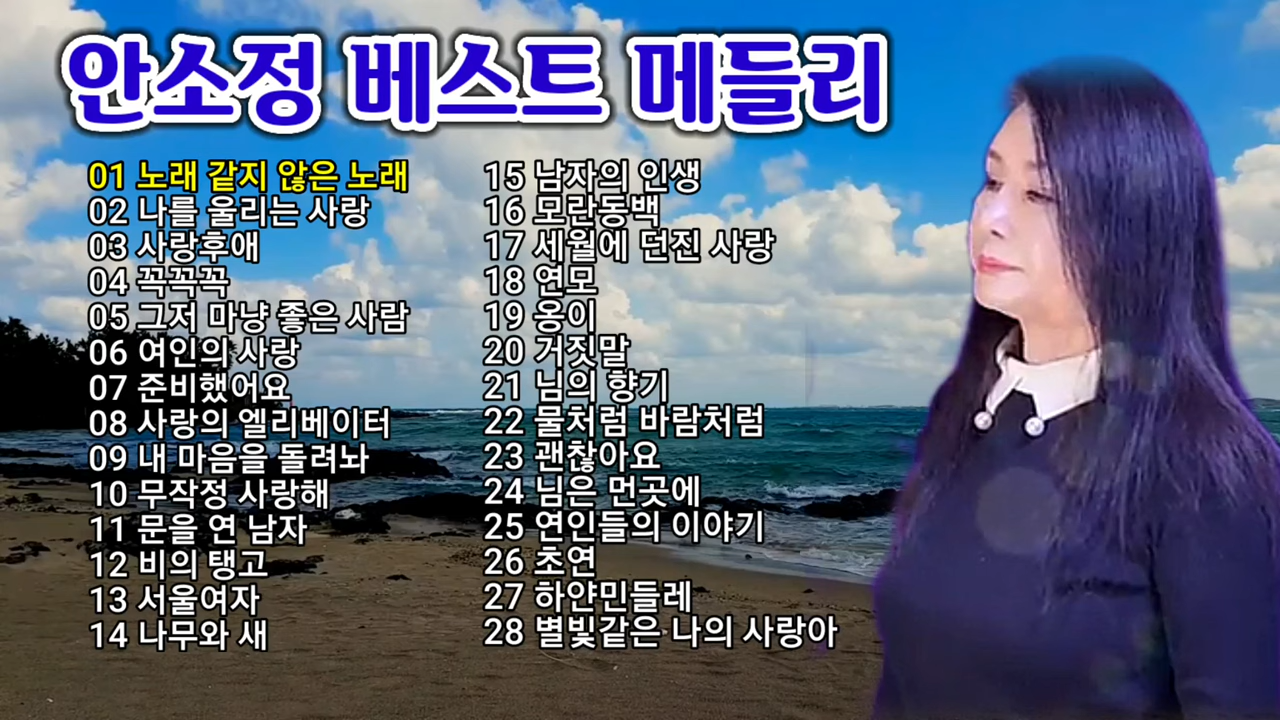 안소정 베스트 메들리
01 노래 같지 않은 노래
02 나를 울리는 사랑
03 사랑후애
04 꼭꼭꼭
05 그저 마냥 좋은 사람
06 여인의 사랑
07 준비했어요
08 사랑의 엘리베이터
09 내 마음을 돌려놔
10 무작정 사랑해
11 문을 연 남자
12 비의 탱고
13 서울여자
14 나무와 새
15 남자의 인생
16 모란동백
17 세월에 던진 사랑
18 연모
19 옹이
20 거짓말
21 님의 향기
22 물처럼 바람처럼
23 괜찮아요
24 님은 먼곳에
25 연인들의 이야기
26 초연
27 하얀민들레
28 별빛같은 나의 사랑아